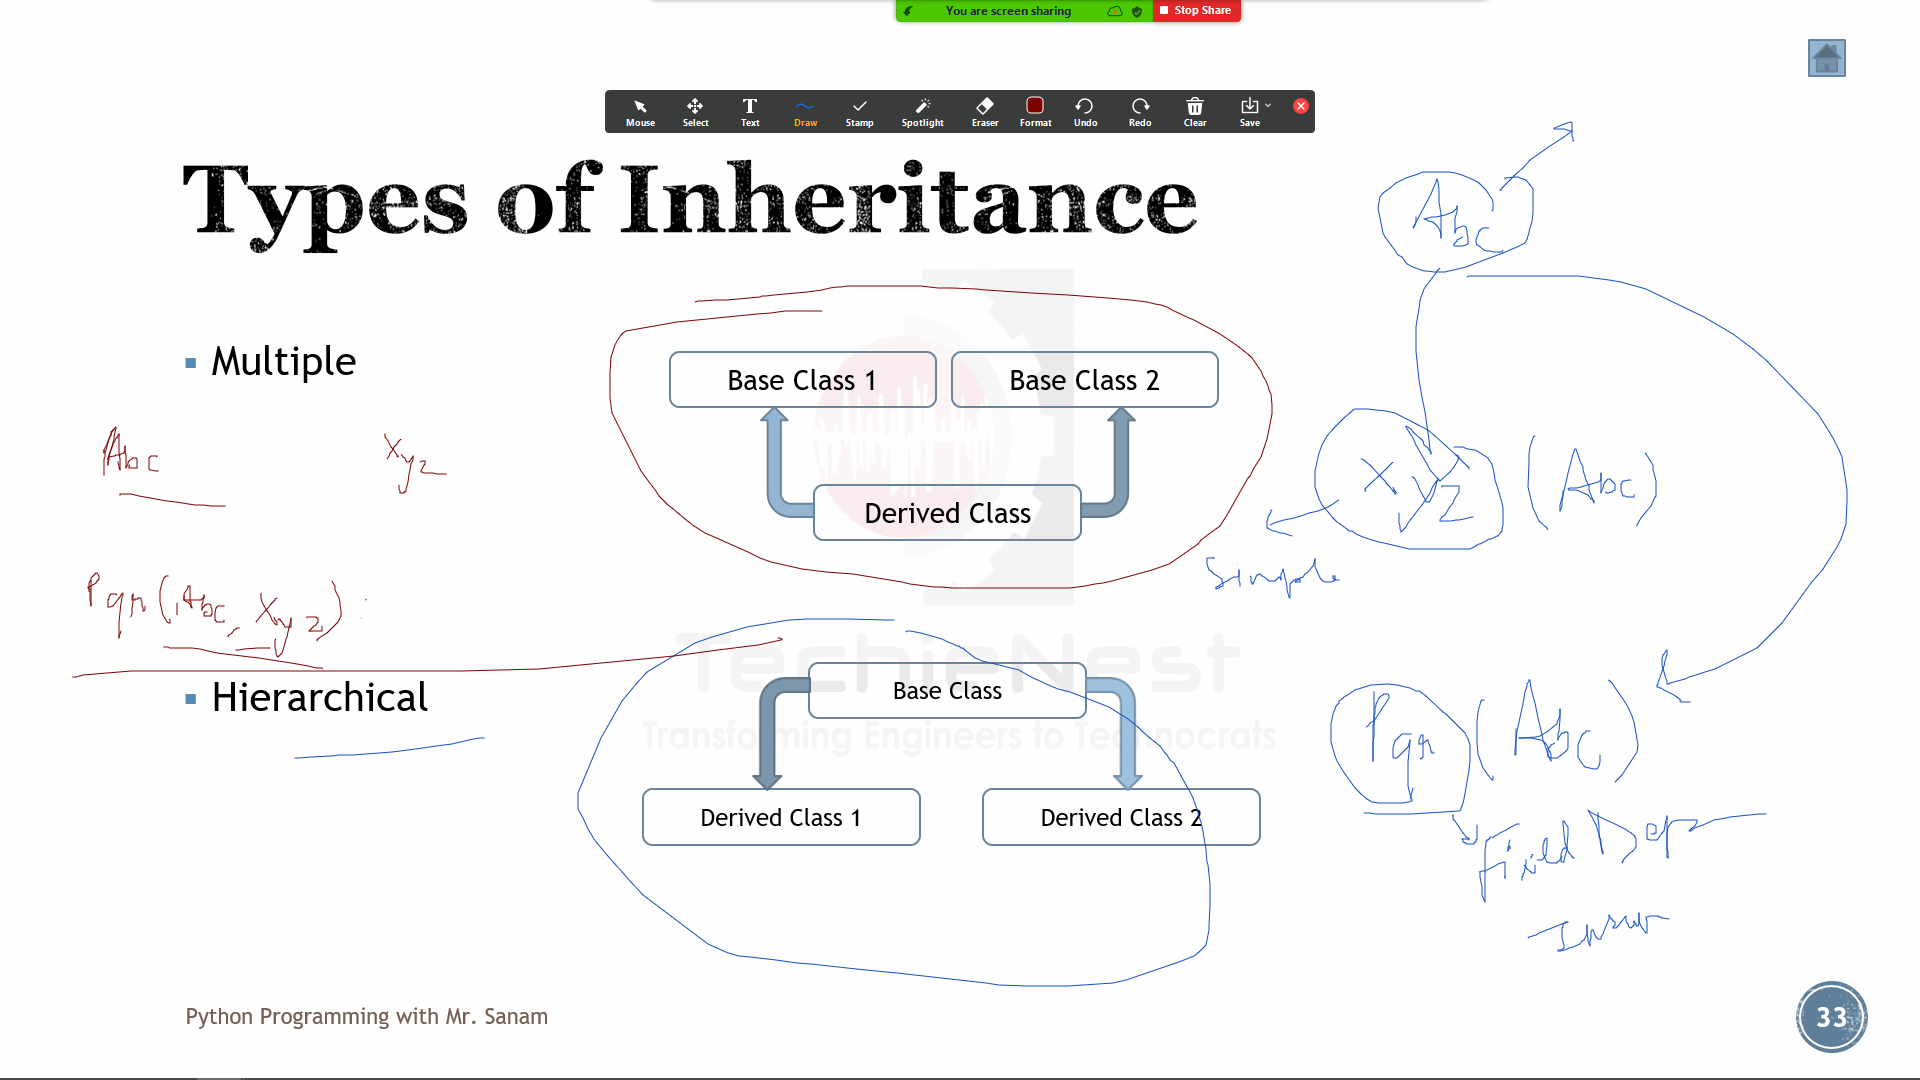 You are screen sharing Stop Share
Mouse Select Text Draw Stamp Spotlight Eraser Format Undo Redo Clear Save
Types of Inheritance
Multiple
Base Class 1 Base Class 2
Derived Class
Abc Xyz
Pqr (Abc, Xyz)
Hierarchical
Base Class
Derived Class 1 Derived Class 2
TechieNest
Transforming Engineers to Technocrats
Abc
Xyz (Abc)
Simple
Pqr (Abc)
Fixed Dep
Python Programming with Mr. Sanam
33